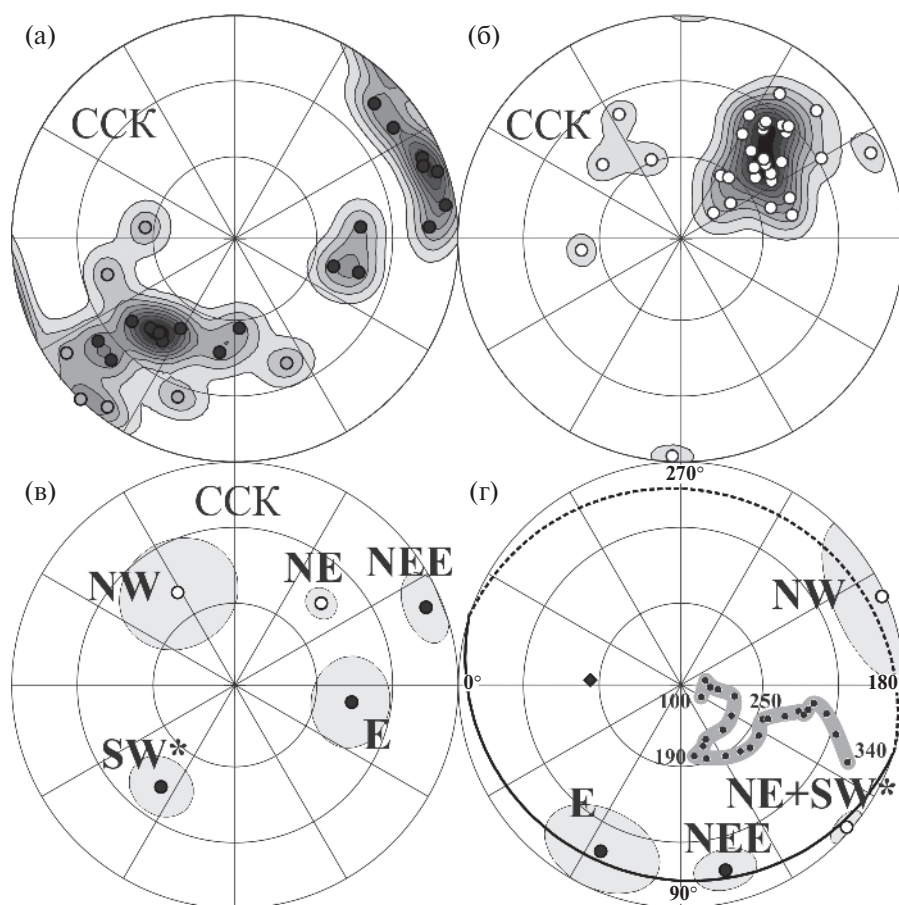 (а)
ССК
(б)
ССК
(в)
ССК
NW
NE
NEE
E
SW*
(г)
270°
NW
0°
180
100
250
190
340
NE+SW*
E
NEE
90°